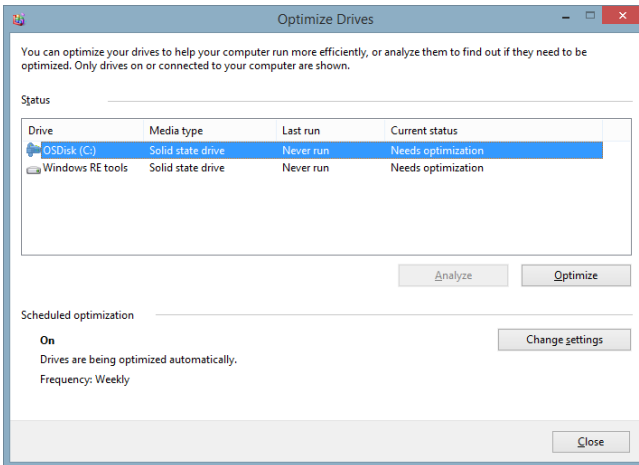 Optimize Drives
You can optimize your drives to help your computer run more efficiently, or analyze them to find out if they need to be
optimized. Only drives on or connected to your computer are shown.
Status
Drive Media type Last run Current status
OSDisk (C:) Solid state drive Never run Needs optimization
Windows RE tools Solid state drive Never run Needs optimization
Analyze Optimize
Scheduled optimization
On Change settings
Drives are being optimized automatically.
Frequency: Weekly
Close